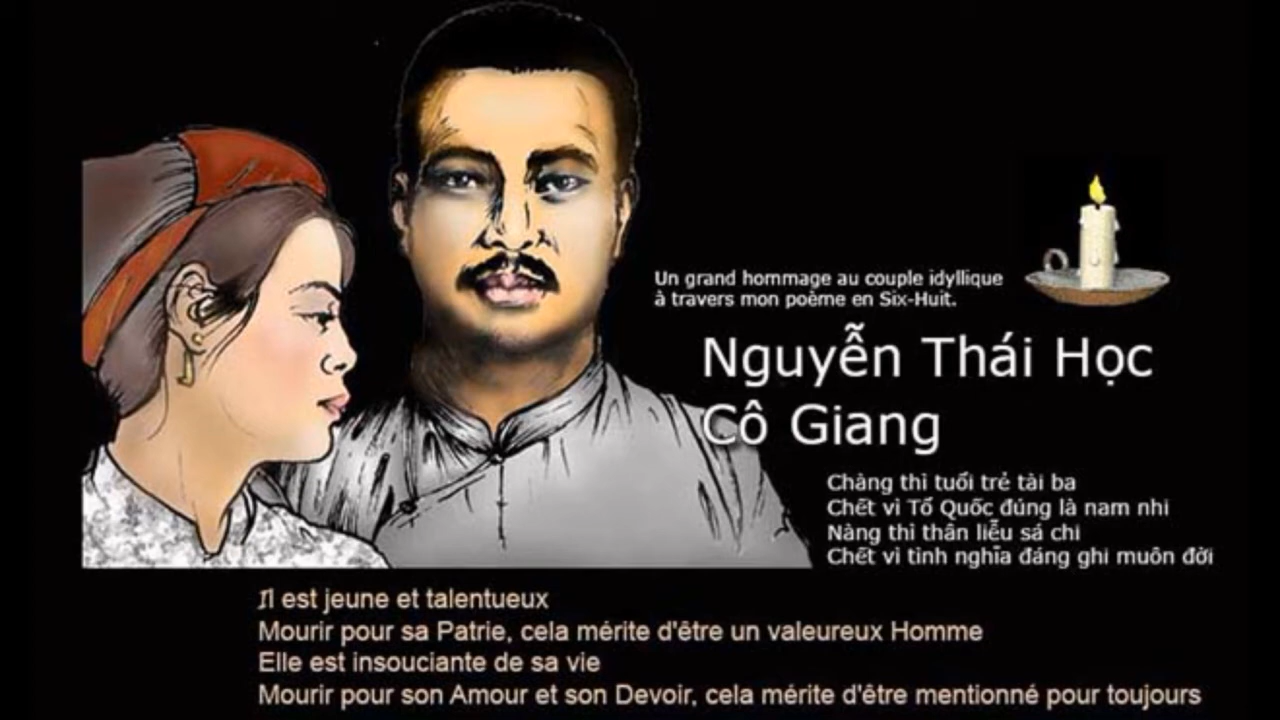 Un grand hommage au couple idyllique
à travers mon poème en Six-Huit.
Nguyễn Thái Học
Cô Giang
Chàng thì tuổi trẻ tài ba
Chết vì Tổ Quốc đúng là nam nhi
Nàng thì thân liễu sá chi
Chết vì tình nghĩa đáng ghi muôn đời
Il est jeune et talentueux
Mourir pour sa Patrie, cela mérite d'être un valeureux Homme
Elle est insouciante de sa vie
Mourir pour son Amour et son Devoir, cela mérite d'être mentionné pour toujours